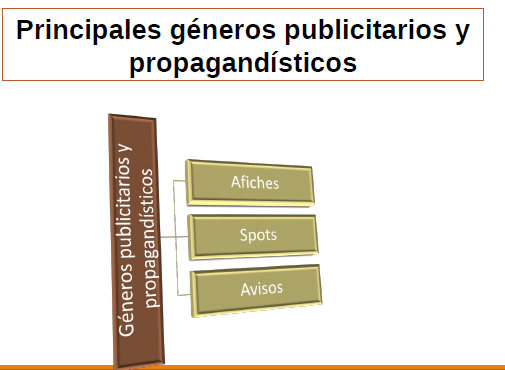 Principales géneros publicitarios y
propagandísticos
Géneros publicitarios y
propagandísticos
Afiches
Spots
Avisos